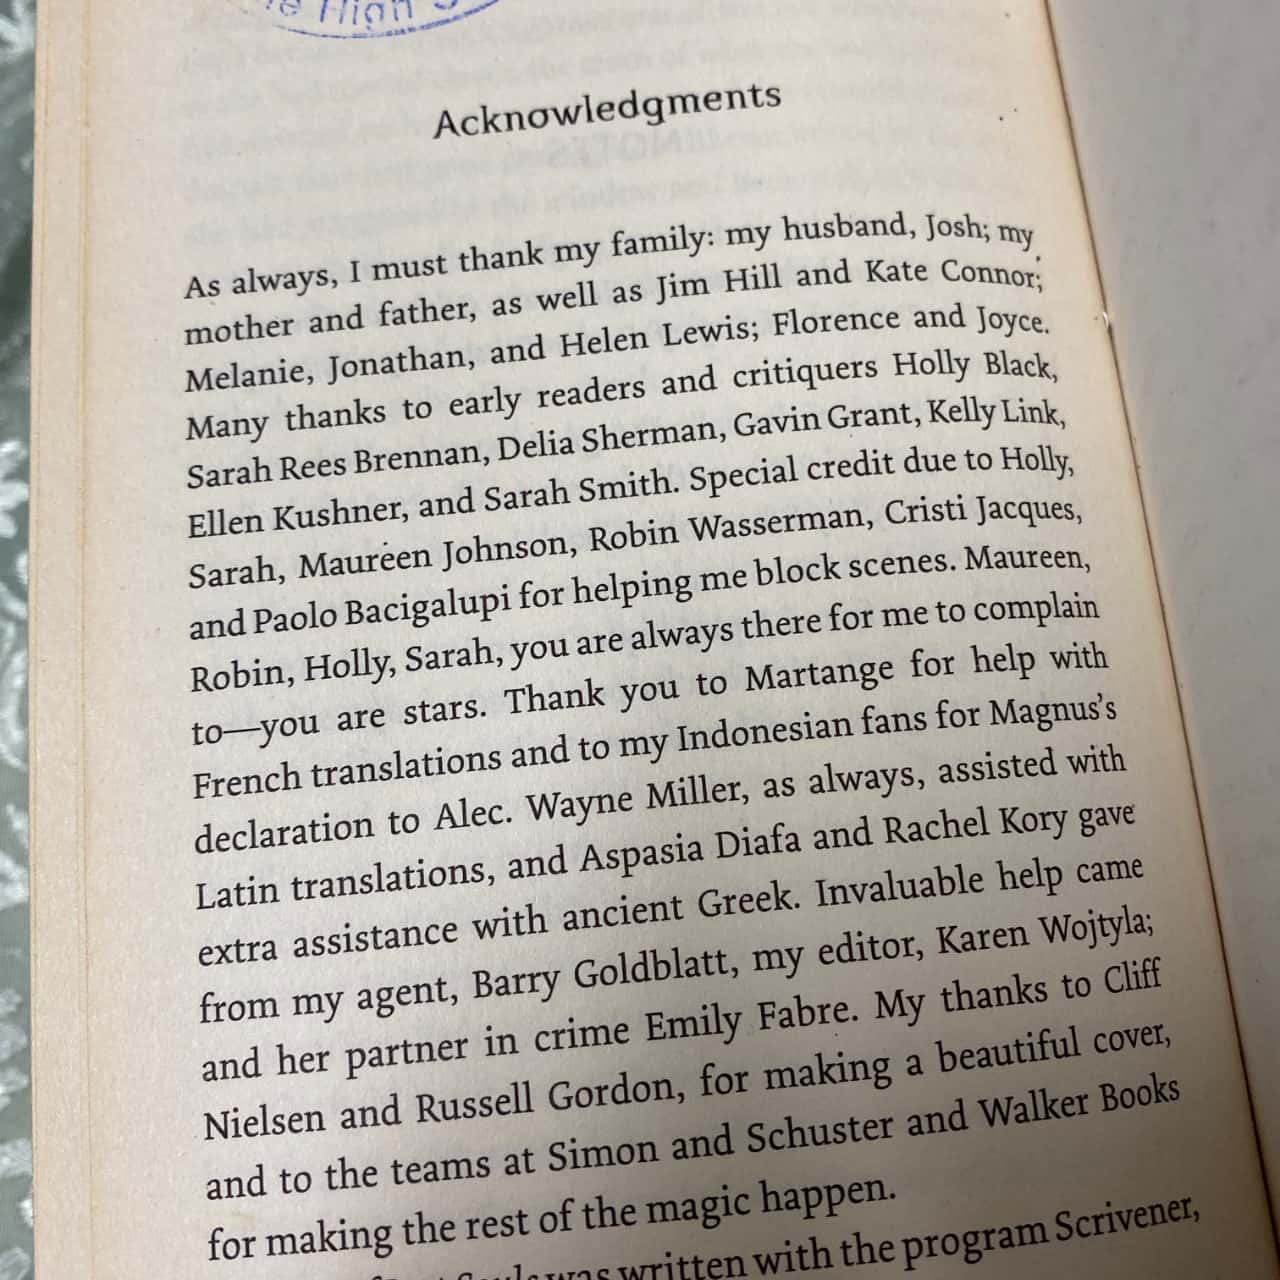 High
Acknowledgments
As always, I must thank my family: my husband, Josh; my
mother and father, as well as Jim Hill and Kate Connor;
Melanie, Jonathan, and Helen Lewis; Florence and Joyce.
Many thanks to early readers and critiquers Holly Black,
Sarah Rees Brennan, Delia Sherman, Gavin Grant, Kelly Link,
Ellen Kushner, and Sarah Smith. Special credit due to Holly,
Sarah, Maureen Johnson, Robin Wasserman, Cristi Jacques,
and Paolo Bacigalupi for helping me block scenes. Maureen,
Robin, Holly, Sarah, you are always there for me to complain
to—you are stars. Thank you to Martange for help with
French translations and to my Indonesian fans for Magnus’s
declaration to Alec. Wayne Miller, as always, assisted with
Latin translations, and Aspasia Diafa and Rachel Kory gave
extra assistance with ancient Greek. Invaluable help came
from my agent, Barry Goldblatt, my editor, Karen Wojtyla;
and her partner in crime Emily Fabre. My thanks to Cliff
Nielsen and Russell Gordon, for making a beautiful cover,
and to the teams at Simon and Schuster and Walker Books
for making the rest of the magic happen.
was written with the program Scrivener,